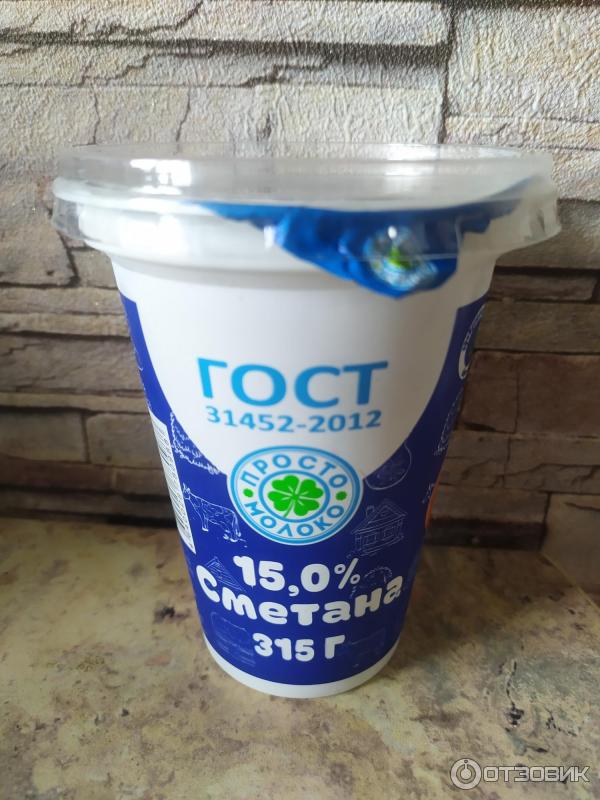 ГОСТ
31452-2012
ПРОСТО
МОЛОКО
15,0%
Сметана
315 Г
ОТЗОВИК